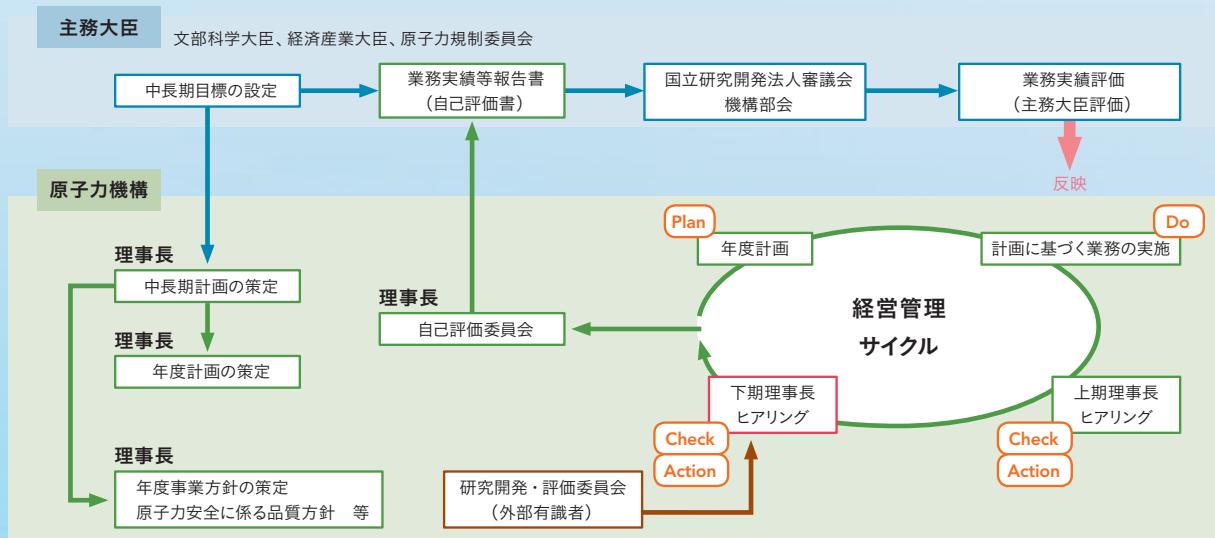 主務大臣
文部科学大臣、経済産業大臣、原子力規制委員会
中長期目標の設定
業務実績等報告書
（自己評価書）
国立研究開発法人審議会
機構部会
業務実績評価
（主務大臣評価）
反映
原子力機構
理事長
中長期計画の策定
理事長
年度計画の策定
理事長
年度事業方針の策定
原子力安全に係る品質方針　等
理事長
自己評価委員会
Plan
年度計画
Do
計画に基づく業務の実施
経営管理
サイクル
下期理事長
ヒアリング
Check
Action
上期理事長
ヒアリング
Check
Action
研究開発・評価委員会
（外部有識者）